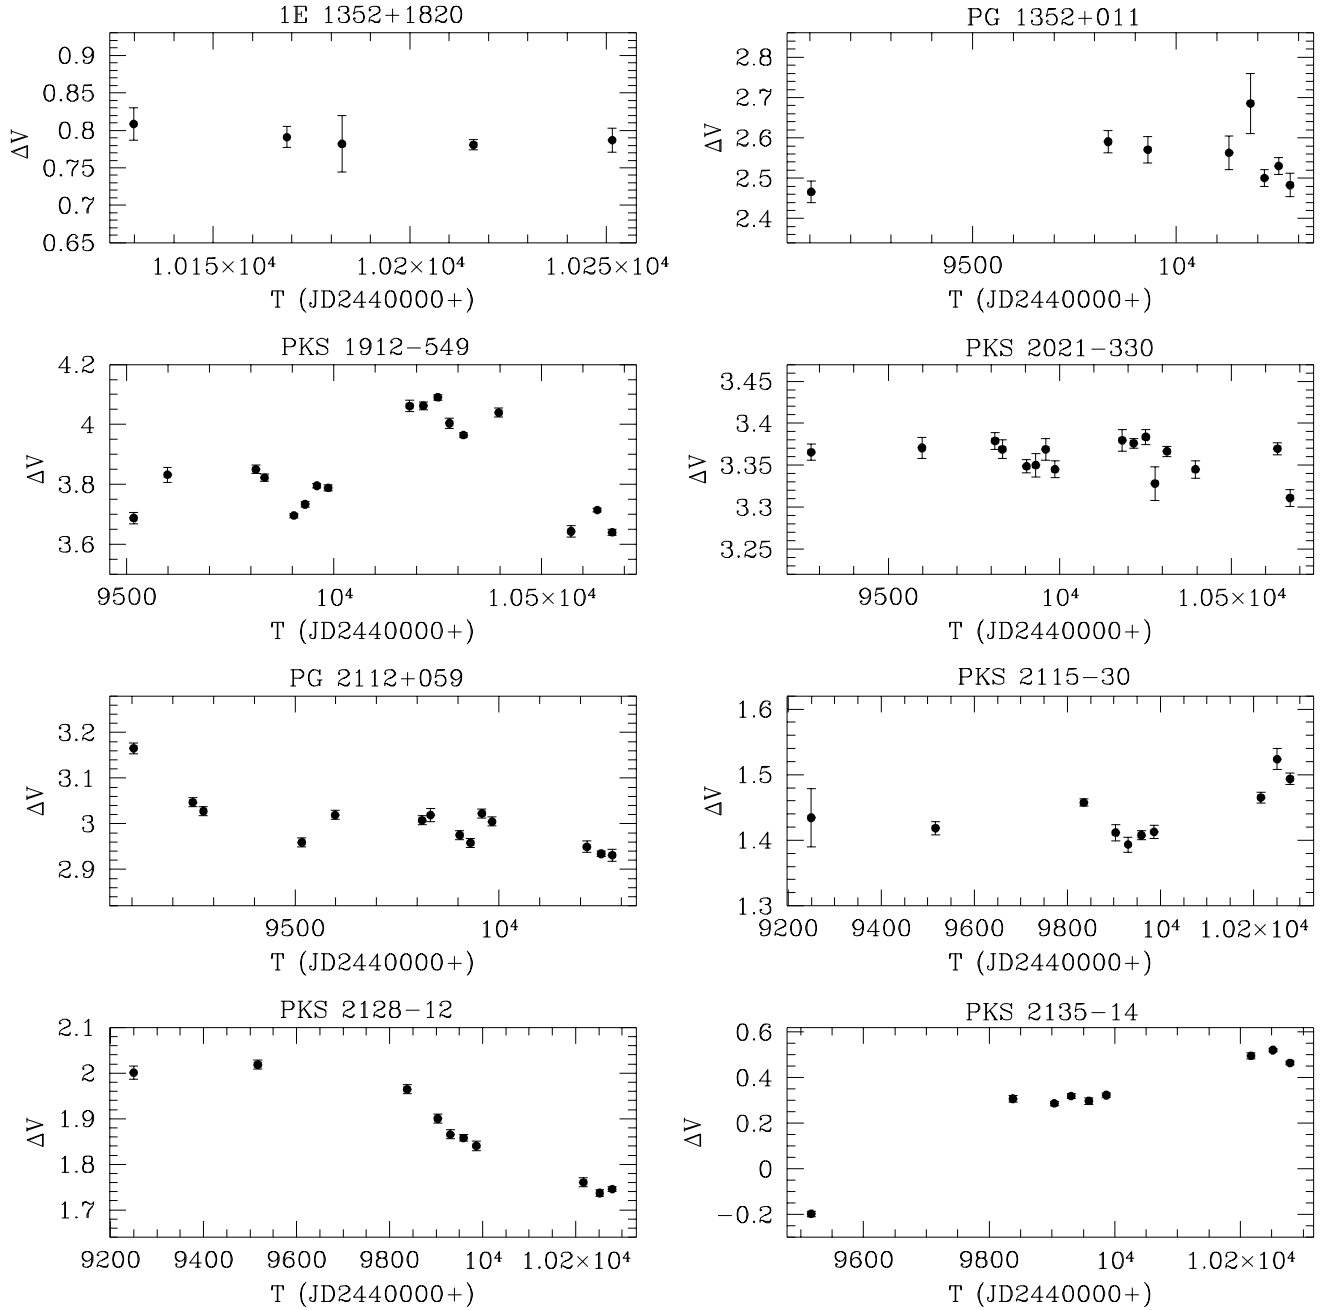 1E 1352+1820
0.9
0.85
0.8
0.75
0.7
0.65
ΔV
1.015×10⁴ 1.02×10⁴ 1.025×10⁴
T (JD2440000+)
PG 1352+011
2.8
2.7
2.6
2.5
2.4
ΔV
9500 10⁴
T (JD2440000+)
PKS 1912−549
4.2
4
3.8
3.6
ΔV
9500 10⁴ 1.05×10⁴
T (JD2440000+)
PKS 2021−330
3.45
3.4
3.35
3.3
3.25
ΔV
9500 10⁴ 1.05×10⁴
T (JD2440000+)
PG 2112+059
3.2
3.1
3
2.9
ΔV
9500 10⁴
T (JD2440000+)
PKS 2115−30
1.6
1.5
1.4
1.3
ΔV
9200 9400 9600 9800 10⁴ 1.02×10⁴
T (JD2440000+)
PKS 2128−12
2.1
2
1.9
1.8
1.7
ΔV
9200 9400 9600 9800 10⁴ 1.02×10⁴
T (JD2440000+)
PKS 2135−14
0.6
0.4
0.2
0
−0.2
ΔV
9600 9800 10⁴ 1.02×10⁴
T (JD2440000+)